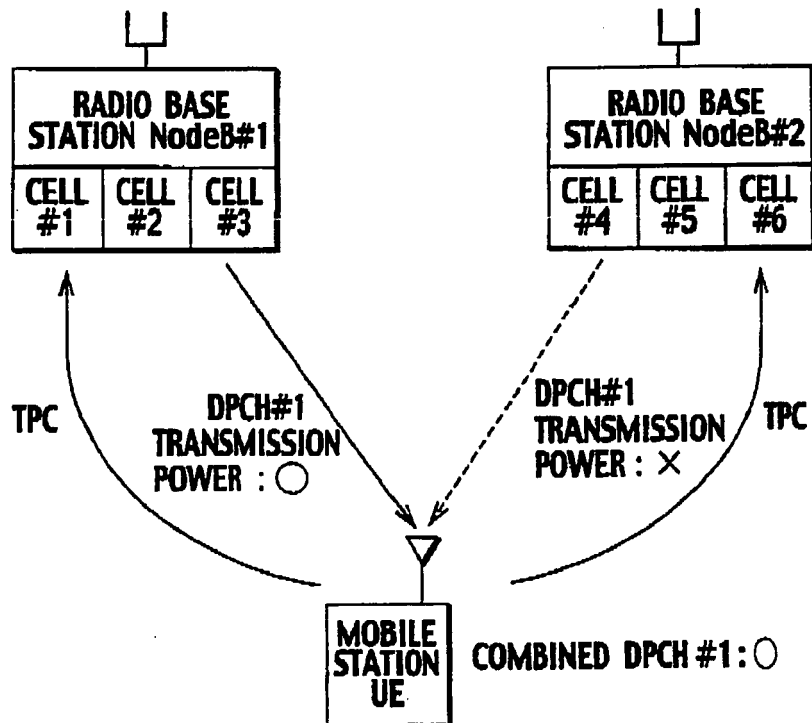 RADIO BASE
STATION NodeB#1
CELL #1
CELL #2
CELL #3
RADIO BASE
STATION NodeB#2
CELL #4
CELL #5
CELL #6
TPC
DPCH#1
TRANSMISSION
POWER : ○
DPCH#1
TRANSMISSION
POWER : ×
TPC
MOBILE
STATION
UE
COMBINED DPCH #1 : ○